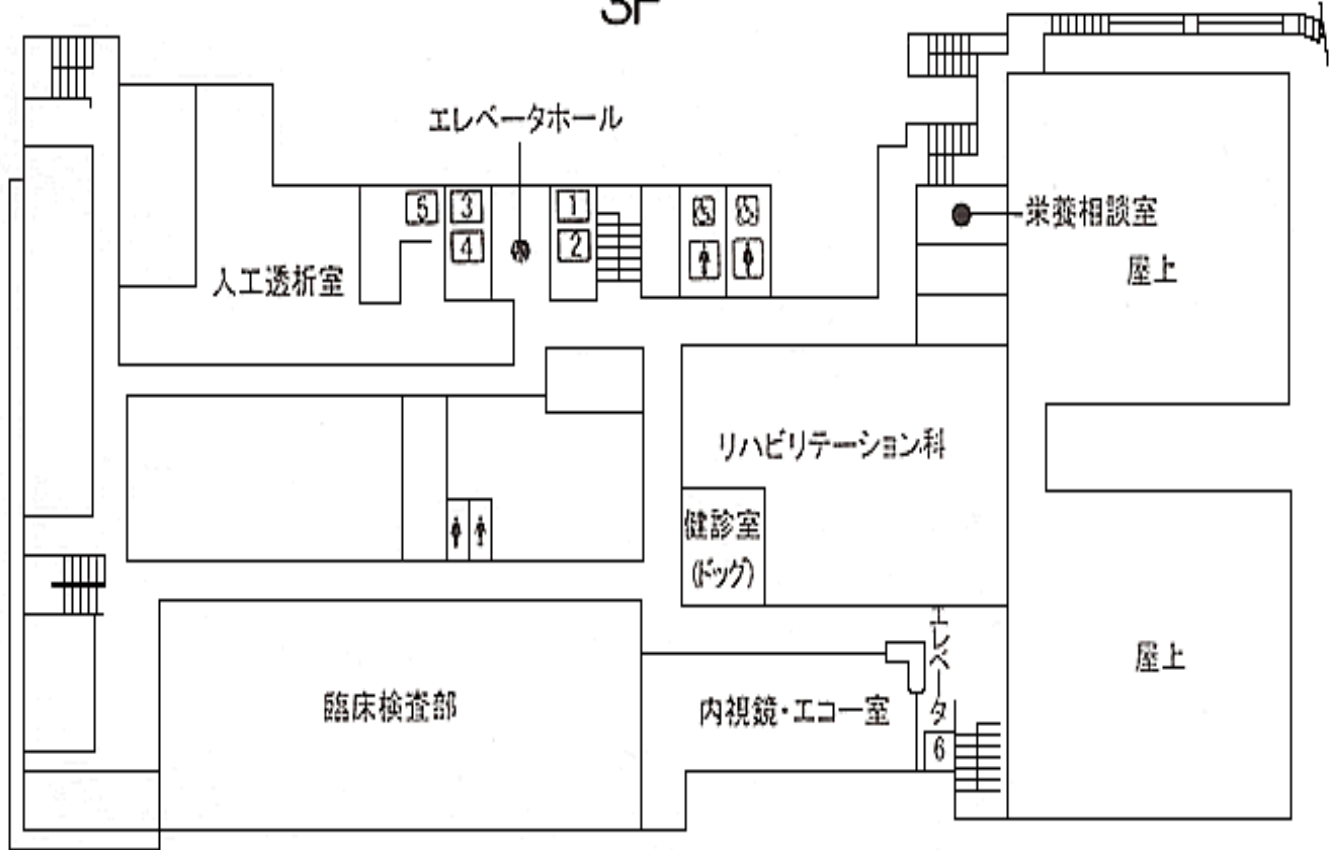 3F
エレベータホール
5
3
1
4
2
栄養相談室
人工透析室
屋上
リハビリテーション科
健診室
(ドッグ)
エレベータ
6
屋上
臨床検査部
内視鏡・エコー室